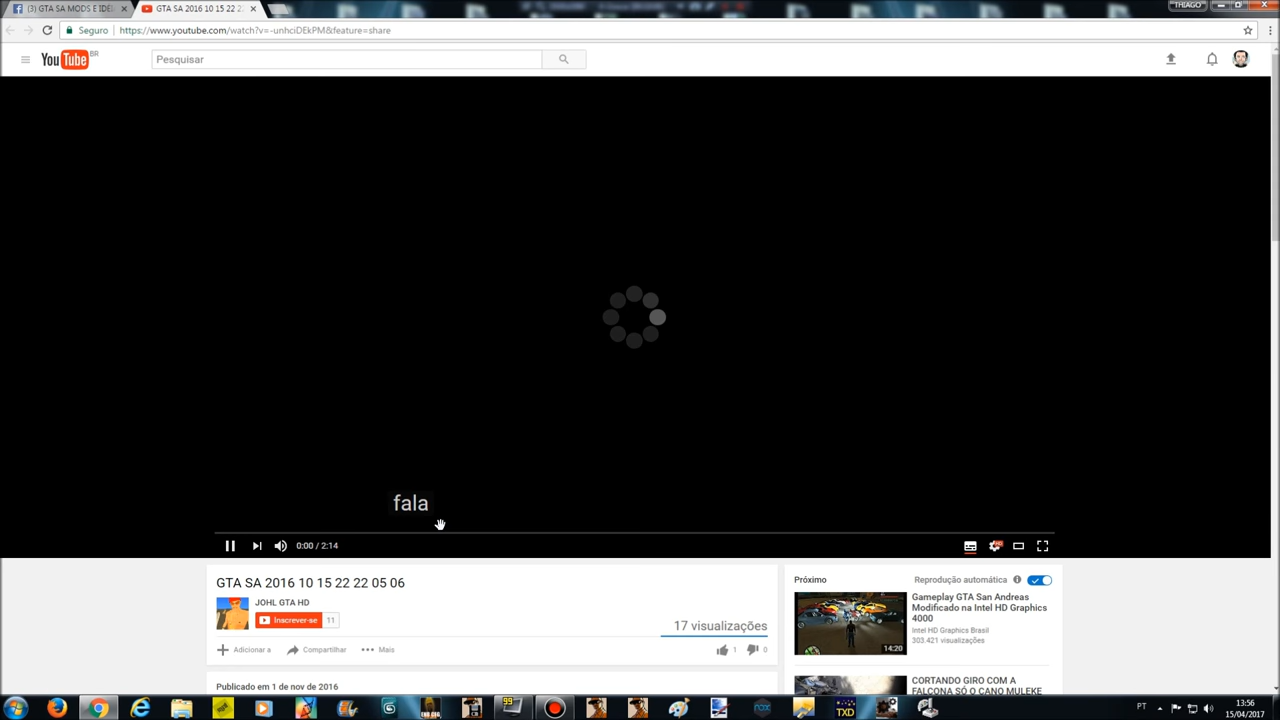 (3) GTA SA MODS E IDEI
GTA SA 2016 10 15 22 2
THIAGO
Seguro
https://www.youtube.com/watch?v=-unhciDEkPM&feature=share
YouTube BR
Pesquisar
fala
0:00 / 2:14
HD
GTA SA 2016 10 15 22 22 05 06
JOHL GTA HD
Inscrever-se 11
17 visualizações
Adicionar a
Compartilhar
Mais
1
0
Publicado em 1 de nov de 2016
Próximo
Reprodução automática
Gameplay GTA San Andreas
Modificado na Intel HD Graphics
4000
Intel HD Graphics Brasil
303.421 visualizações
14:20
CORTANDO GIRO COM A
FALCONA SÓ O CANO MULEKE
99
TXD
PT
13:56
15/04/2017